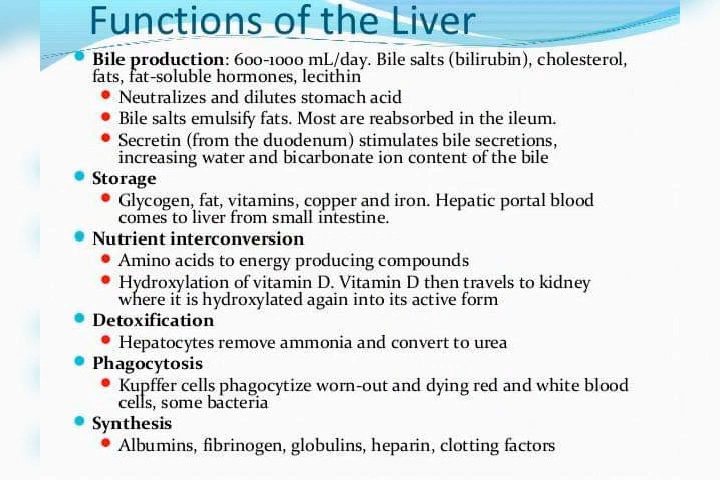 Functions of the Liver
Bile production: 600-1000 mL/day. Bile salts (bilirubin), cholesterol,
fats, fat-soluble hormones, lecithin
Neutralizes and dilutes stomach acid
Bile salts emulsify fats. Most are reabsorbed in the ileum.
Secretin (from the duodenum) stimulates bile secretions,
increasing water and bicarbonate ion content of the bile
Storage
Glycogen, fat, vitamins, copper and iron. Hepatic portal blood
comes to liver from small intestine.
Nutrient interconversion
Amino acids to energy producing compounds
Hydroxylation of vitamin D. Vitamin D then travels to kidney
where it is hydroxylated again into its active form
Detoxification
Hepatocytes remove ammonia and convert to urea
Phagocytosis
Kupffer cells phagocytize worn-out and dying red and white blood
cells, some bacteria
Synthesis
Albumins, fibrinogen, globulins, heparin, clotting factors